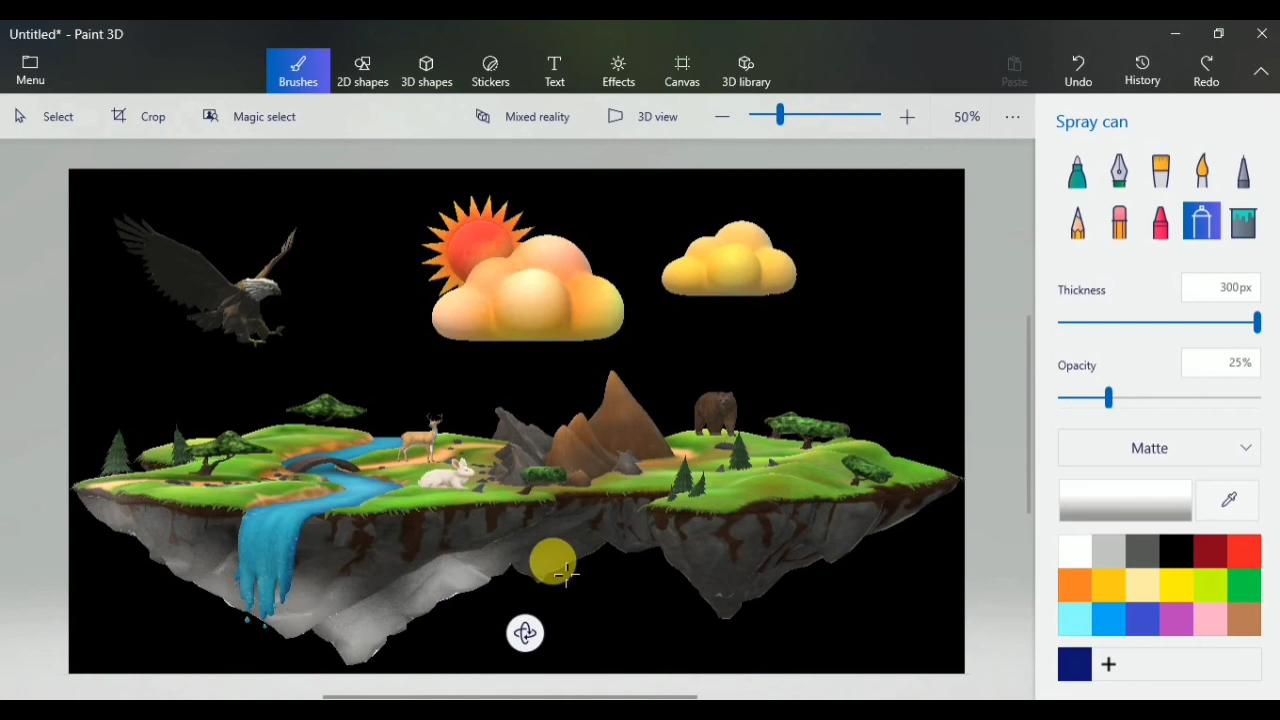 Untitled* - Paint 3D
Menu
Brushes
2D shapes
3D shapes
Stickers
Text
Effects
Canvas
3D library
Paste
Undo
History
Redo
Select
Crop
Magic select
Mixed reality
3D view
50%
Spray can
Thickness
300px
Opacity
25%
Matte